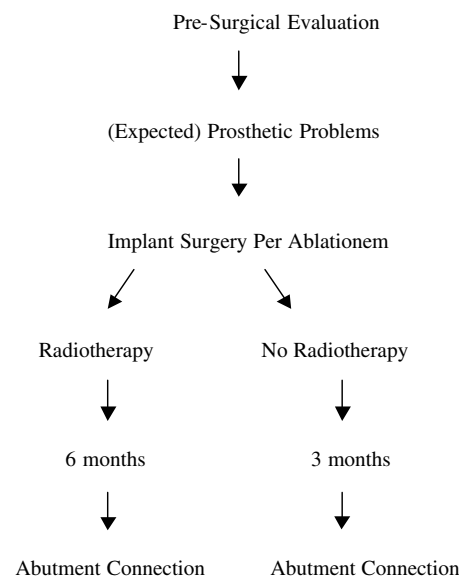 Pre-Surgical Evaluation
(Expected) Prosthetic Problems
Implant Surgery Per Ablationem
Radiotherapy
No Radiotherapy
6 months
3 months
Abutment Connection
Abutment Connection